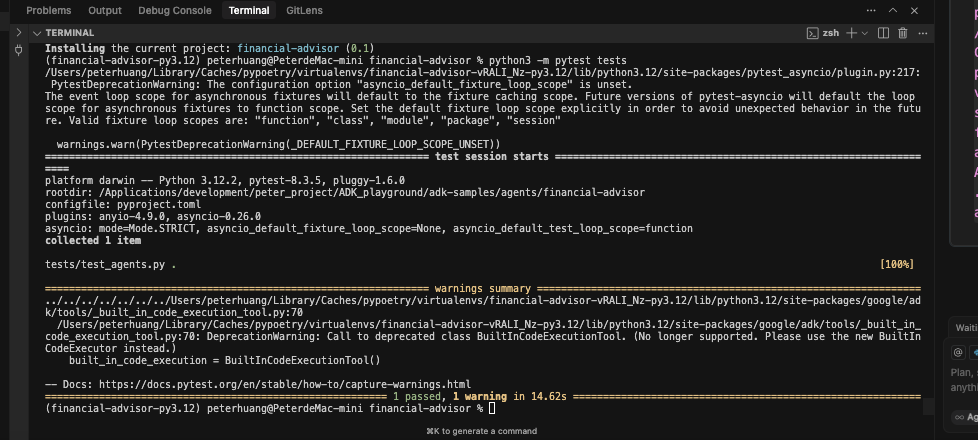 Problems Output Debug Console Terminal GitLens
TERMINAL zsh
Installing the current project: financial-advisor (0.1)
(financial-advisor-py3.12) peterhuang@PeterdeMac-mini financial-advisor % python3 -m pytest tests
/Users/peterhuang/Library/Caches/pypoetry/virtualenvs/financial-advisor-vRALI_Nz-py3.12/lib/python3.12/site-packages/pytest_asyncio/plugin.py:217:
PytestDeprecationWarning: The configuration option "asyncio_default_fixture_loop_scope" is unset.
The event loop scope for asynchronous fixtures will default to the fixture caching scope. Future versions of pytest-asyncio will default the loop
scope for asynchronous fixtures to function scope. Set the default fixture loop scope explicitly in order to avoid unexpected behavior in the futu
re. Valid fixture loop scopes are: "function", "class", "module", "package", "session"
warnings.warn(PytestDeprecationWarning(_DEFAULT_FIXTURE_LOOP_SCOPE_UNSET))
================================ test session starts ================================
====
platform darwin -- Python 3.12.2, pytest-8.3.5, pluggy-1.6.0
rootdir: /Applications/development/peter_project/ADK_playground/adk-samples/agents/financial-advisor
configfile: pyproject.toml
plugins: anyio-4.9.0, asyncio-0.26.0
asyncio: mode=Mode.STRICT, asyncio_default_fixture_loop_scope=None, asyncio_default_test_loop_scope=function
collected 1 item
tests/test_agents.py . [100%]
================================ warnings summary ================================
../../../../../../../Users/peterhuang/Library/Caches/pypoetry/virtualenvs/financial-advisor-vRALI_Nz-py3.12/lib/python3.12/site-packages/google/ad
k/tools/_built_in_code_execution_tool.py:70
/Users/peterhuang/Library/Caches/pypoetry/virtualenvs/financial-advisor-vRALI_Nz-py3.12/lib/python3.12/site-packages/google/adk/tools/_built_in_
code_execution_tool.py:70: DeprecationWarning: Call to deprecated class BuiltInCodeExecutionTool. (No longer supported. Please use the new BuiltIn
CodeExecutor instead.)
built_in_code_execution = BuiltInCodeExecutionTool()
-- Docs: https://docs.pytest.org/en/stable/how-to/capture-warnings.html
================================ 1 passed, 1 warning in 14.62s ================================
(financial-advisor-py3.12) peterhuang@PeterdeMac-mini financial-advisor %
⌘K to generate a command
@
Plan,